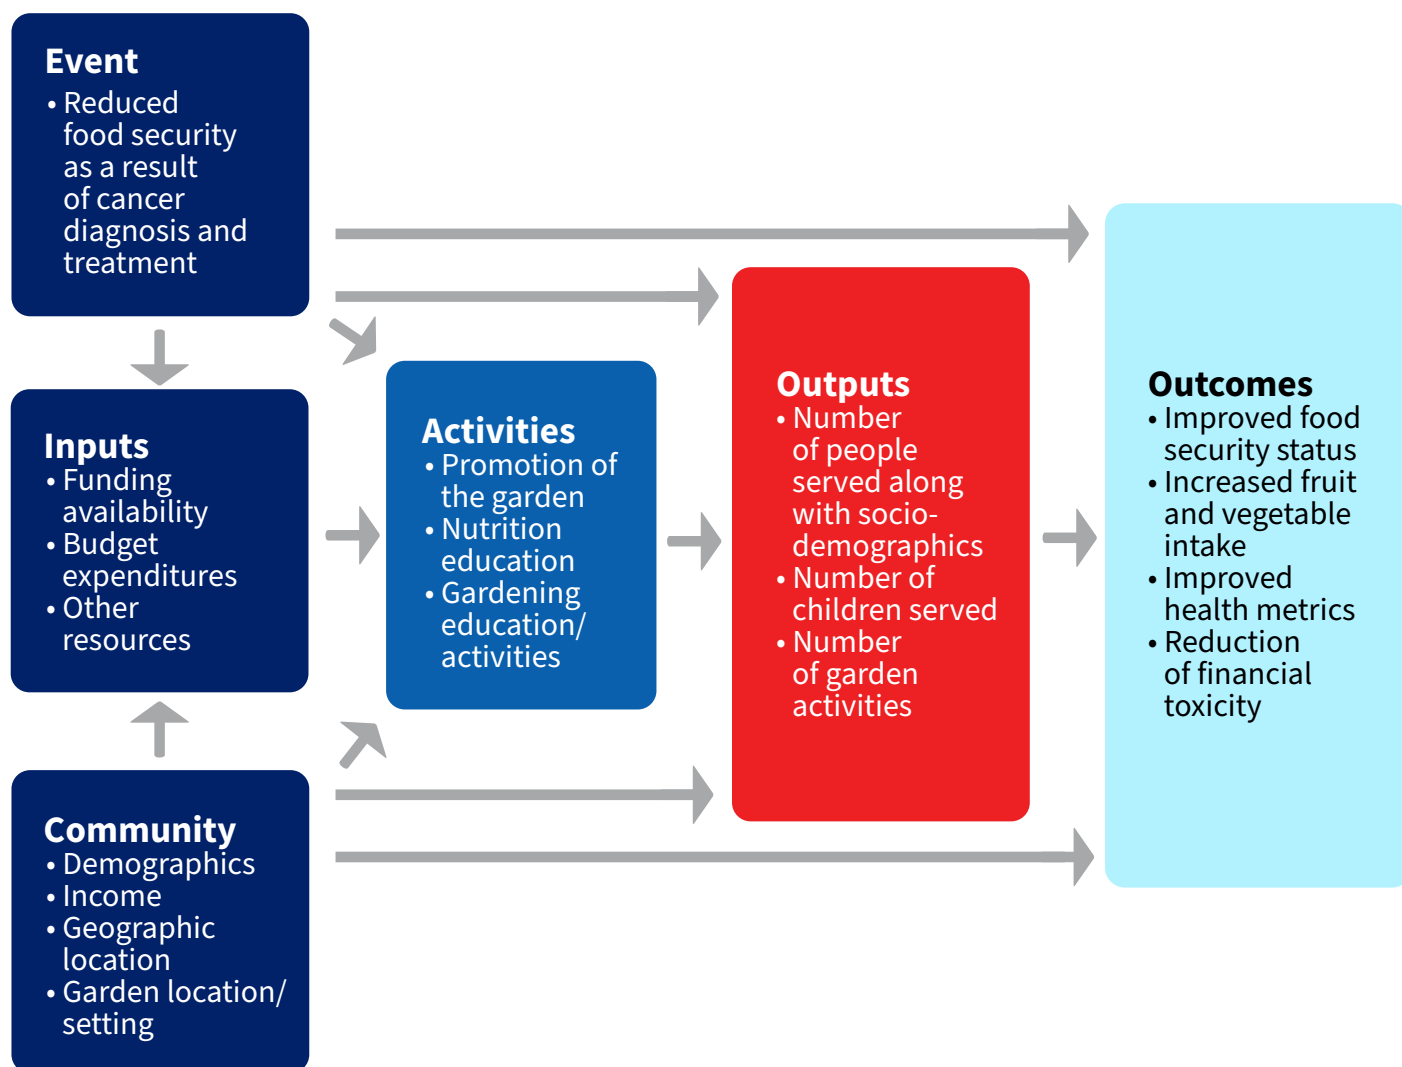 Event
• Reduced
food security
as a result
of cancer
diagnosis and
treatment
Inputs
• Funding
availability
• Budget
expenditures
• Other
resources
Community
• Demographics
• Income
• Geographic
location
• Garden location/
setting
Activities
• Promotion of
the garden
• Nutrition
education
• Gardening
education/
activities
Outputs
• Number
of people
served along
with socio-
demographics
• Number of
children served
• Number
of garden
activities
Outcomes
• Improved food
security status
• Increased fruit
and vegetable
intake
• Improved
health metrics
• Reduction
of financial
toxicity